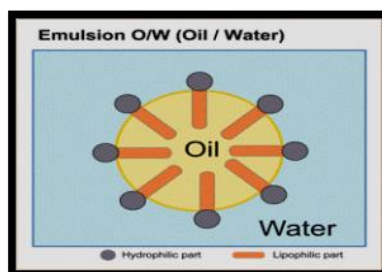 Emulsion O/W (Oil / Water)
Oil
Water
Hydrophilic part
Lipophilic part